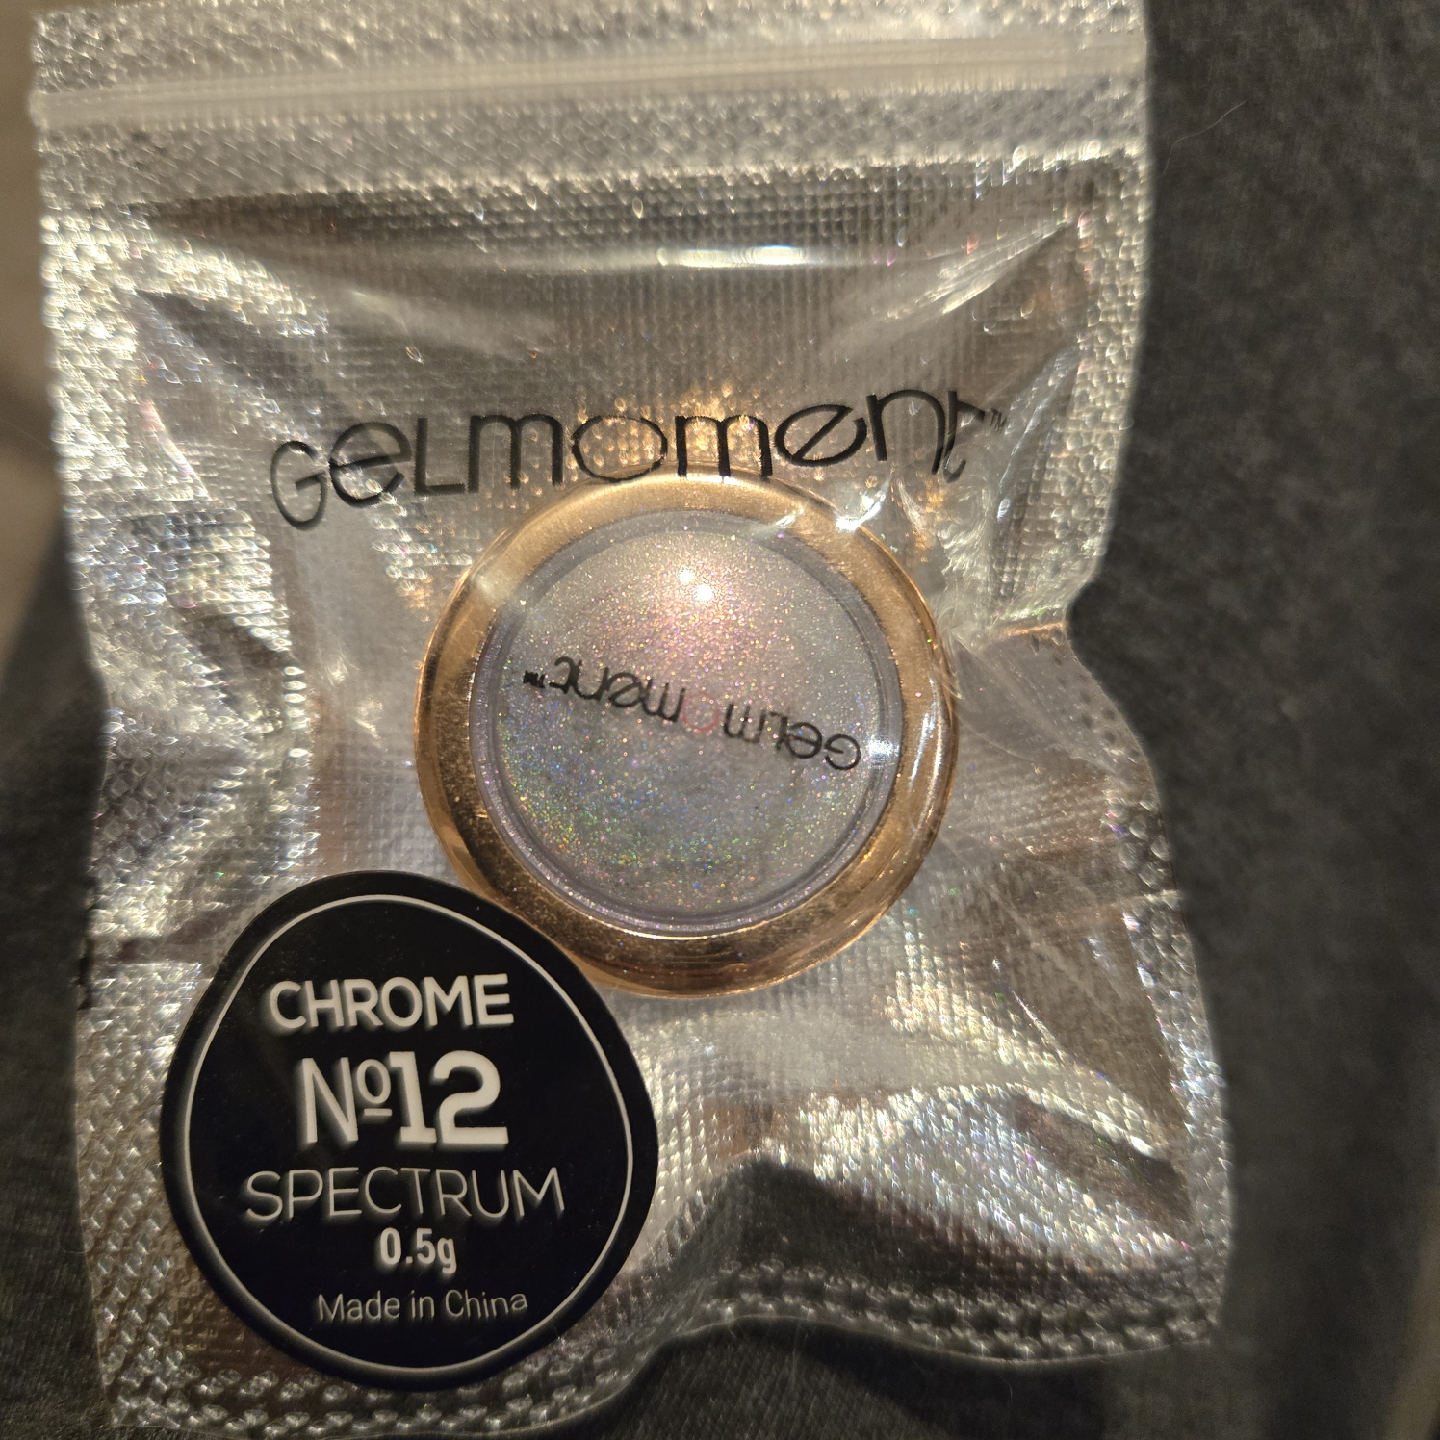 GELMOMENT™
GELMOMENT™
CHROME
Nº12
SPECTRUM
0.5g
Made in China